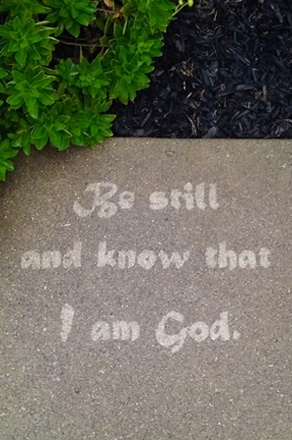 Be still
and know that
I am God.